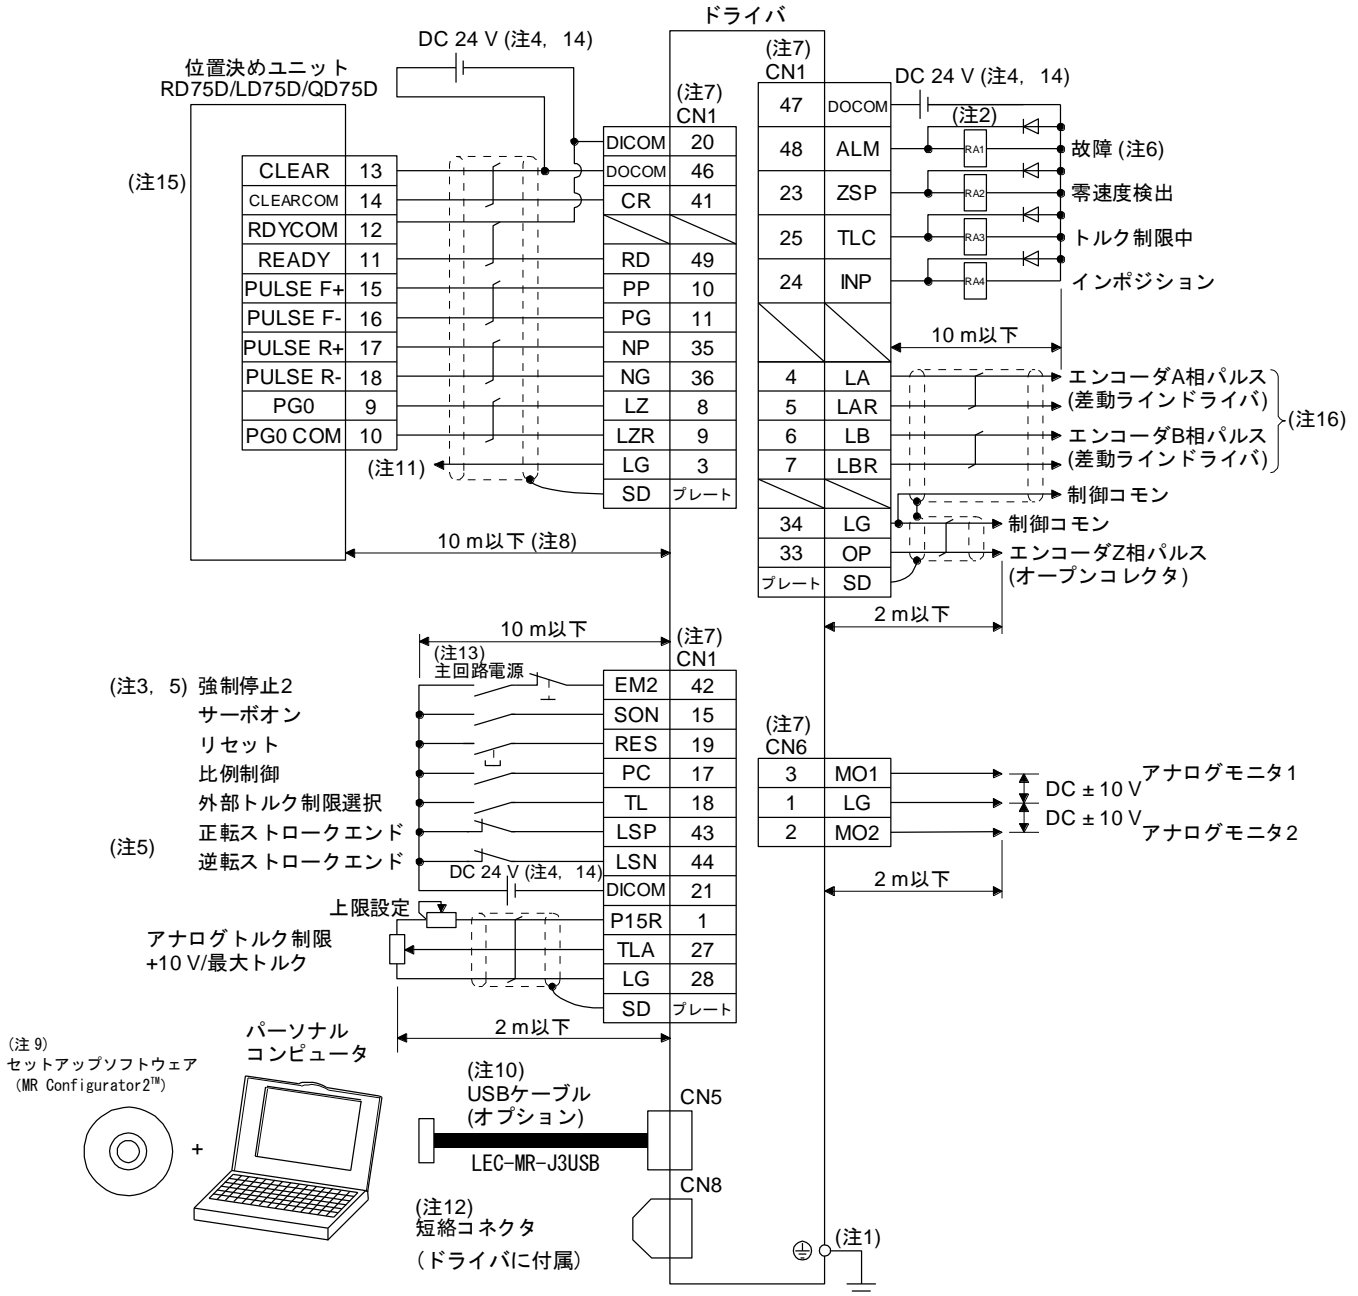 ドライバ
DC 24 V (注4, 14)
位置決めユニット
RD75D/LD75D/QD75D
(注7)
CN1
DICOM 20
CLEAR 13 DOCOM 46
(注15)
CLEARCOM 14 CR 41
RDYCOM 12
READY 11 RD 49
PULSE F+ 15 PP 10
PULSE F- 16 PG 11
PULSE R+ 17 NP 35
PULSE R- 18 NG 36
PG0 9 LZ 8
PG0 COM 10 LZR 9
(注11) LG 3
SD プレート
10 m以下 (注8)
(注7)
CN1
DC 24 V (注4, 14)
47 DOCOM
(注2)
48 ALM RA1 故障 (注6)
23 ZSP RA2 零速度検出
25 TLC RA3 トルク制限中
24 INP RA4 インポジション
10 m以下
4 LA エンコーダA相パルス
5 LAR (差動ラインドライバ)
(注16)
6 LB エンコーダB相パルス
7 LBR (差動ラインドライバ)
制御コモン
34 LG 制御コモン
33 OP エンコーダZ相パルス
(オープンコレクタ)
プレート SD
2 m以下
10 m以下
(注7)
CN1
(注13)
主回路電源
(注3, 5) 強制停止2 EM2 42
サーボオン SON 15
リセット RES 19
比例制御 PC 17
外部トルク制限選択 TL 18
正転ストロークエンド LSP 43
(注5)
逆転ストロークエンド LSN 44
DC 24 V (注4, 14)
DICOM 21
上限設定
P15R 1
アナログトルク制限
+10 V/最大トルク
TLA 27
LG 28
SD プレート
2 m以下
(注7)
CN6
3 MO1 アナログモニタ1
DC ± 10 V
1 LG
DC ± 10 V
2 MO2 アナログモニタ2
2 m以下
(注 9)
セットアップソフトウェア
(MR Configurator2™)
+
パーソナル
コンピュータ
(注10)
USBケーブル
(オプション)
LEC-MR-J3USB
CN5
(注12)
短絡コネクタ
(ドライバに付属)
CN8
(注1)